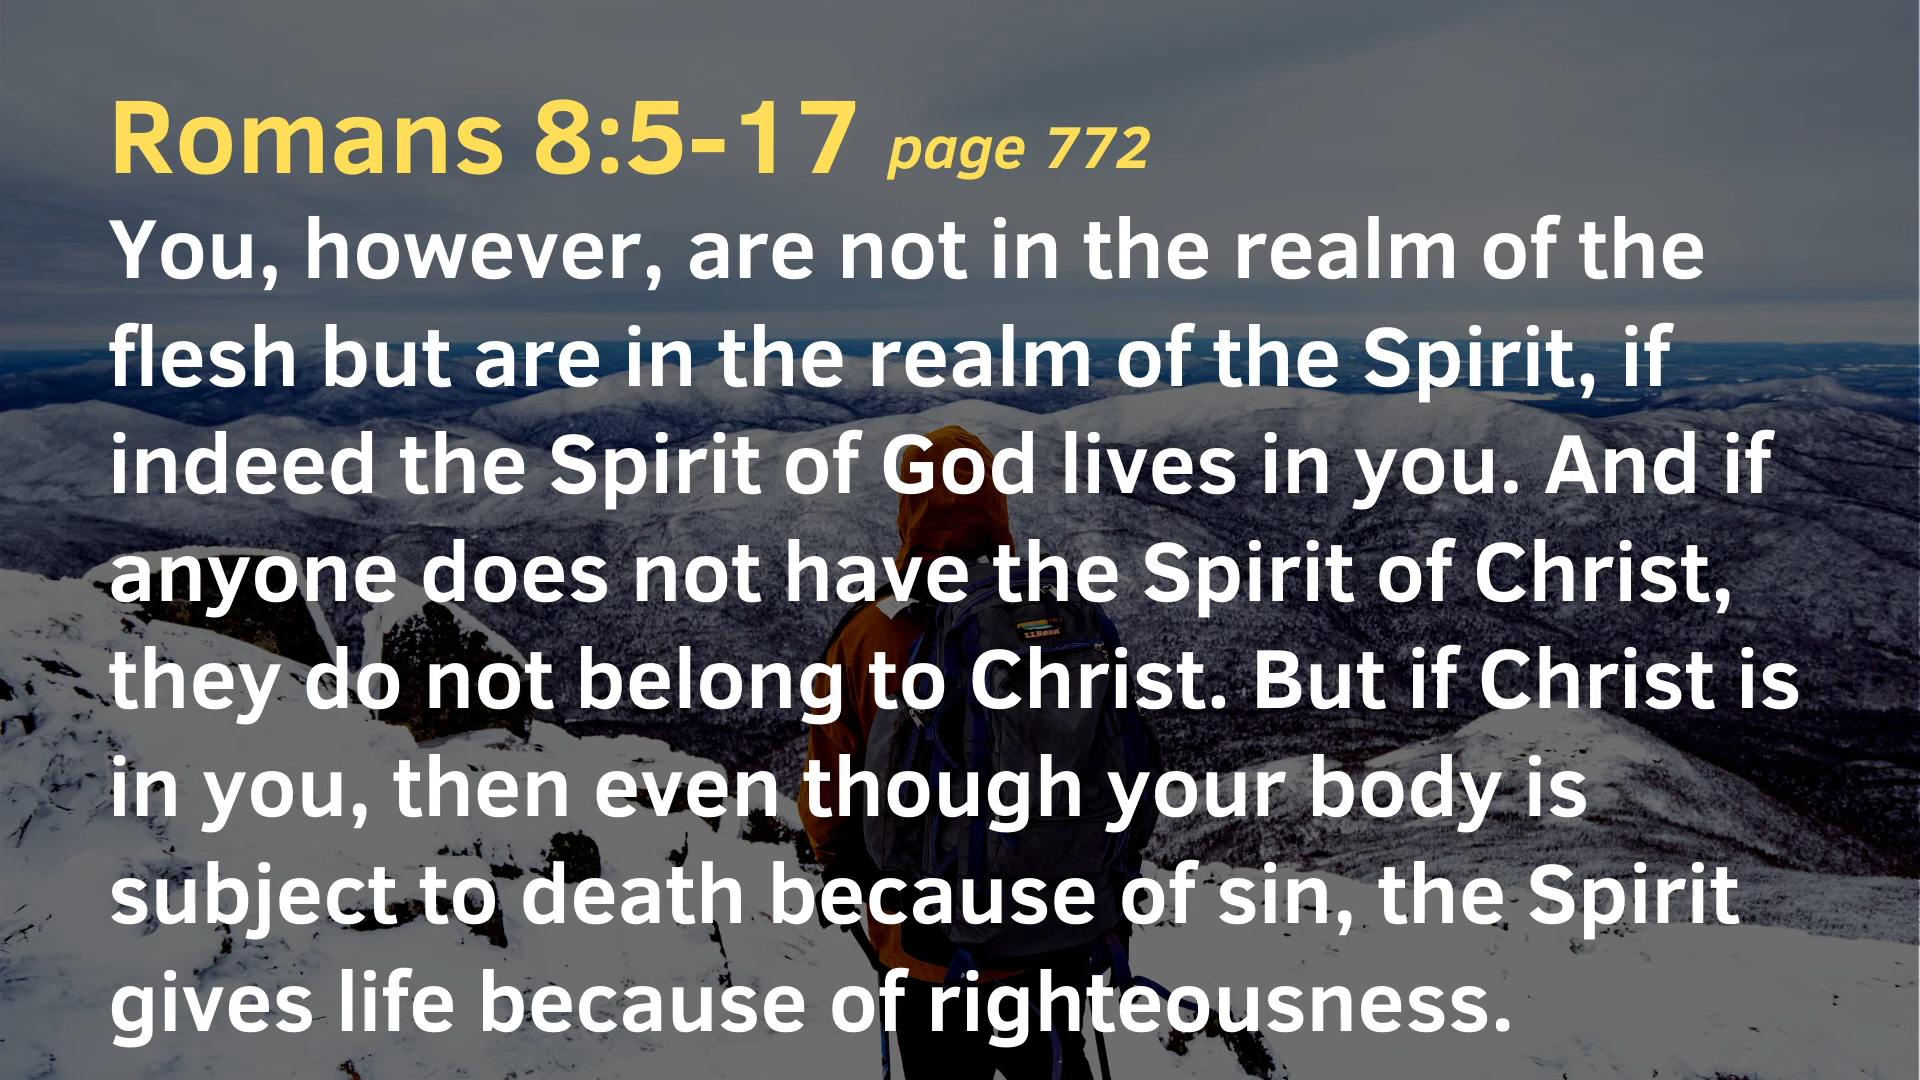 Romans 8:5-17 page 772
You, however, are not in the realm of the
flesh but are in the realm of the Spirit, if
indeed the Spirit of God lives in you. And if
anyone does not have the Spirit of Christ,
they do not belong to Christ. But if Christ is
in you, then even though your body is
subject to death because of sin, the Spirit
gives life because of righteousness.
L.L.Bean